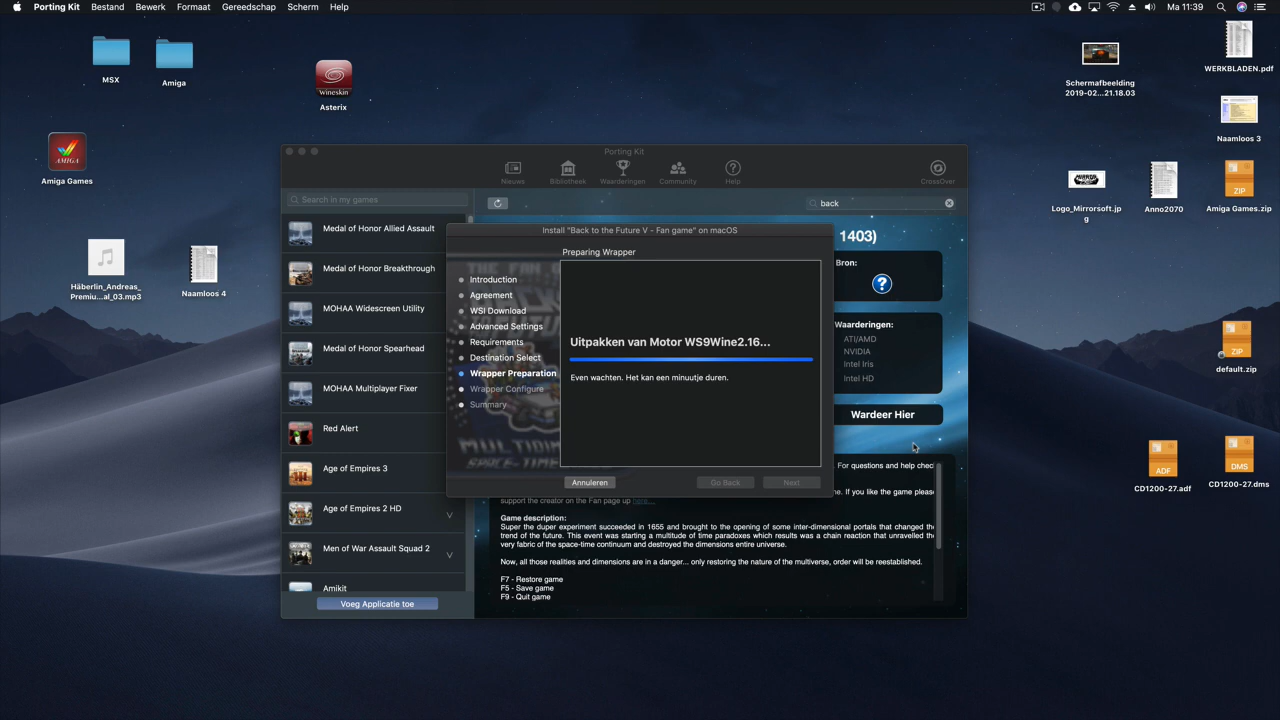 Porting Kit Bestand Bewerk Formaat Gereedschap Scherm Help
Ma 11:39
MSX
Amiga
WINESKIN
Asterix
AMIGA
Amiga Games
Häberlin_Andreas_
Premiu...al_03.mp3
Naamloos 4
Schermafbeelding
2019-02...21.18.03
WERKBLADEN.pdf
Naamloos 3
Logo_Mirrorsoft.jp
g
Anno2070
ZIP
Amiga Games.zip
ZIP
default.zip
ADF
CD1200-27.adf
DMS
CD1200-27.dms
Porting Kit
Nieuws
Bibliotheek
Waarderingen
Community
Help
CrossOver
Search in my games
back
Medal of Honor Allied Assault
Medal of Honor Breakthrough
MOHAA Widescreen Utility
Medal of Honor Spearhead
MOHAA Multiplayer Fixer
Red Alert
Age of Empires 3
Age of Empires 2 HD
Men of War Assault Squad 2
Amikit
Voeg Applicatie toe
Install "Back to the Future V - Fan game" on macOS
Preparing Wrapper
Introduction
Agreement
WSI Download
Advanced Settings
Requirements
Destination Select
Wrapper Preparation
Wrapper Configure
Summary
Uitpakken van Motor WS9Wine2.16...
Even wachten. Het kan een minuutje duren.
Annuleren
Go Back
Next
1403)
Bron:
Waarderingen:
ATI/AMD
NVIDIA
Intel Iris
Intel HD
Wardeer Hier
For questions and help check
ne. If you like the game please
support the creator on the Fan page up here...
Game description:
Super the duper experiment succeeded in 1655 and brought to the opening of some inter-dimensional portals that changed the
trend of the future. This event was starting a multitude of time paradoxes which results was a chain reaction that unravelled the
very fabric of the space-time continuum and destroyed the dimensions entire universe.
Now, all those realities and dimensions are in a danger... only restoring the nature of the multiverse, order will be reestablished.
F7 - Restore game
F5 - Save game
F9 - Quit game